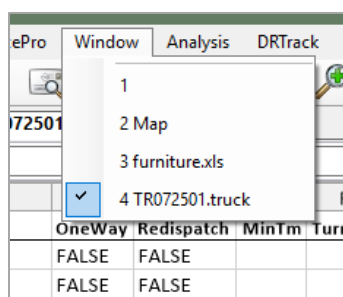 Window Analysis DRTrack
1
2 Map
3 furniture.xls
4 TR072501.truck
OneWay Redispatch MinTm
FALSE FALSE
FALSE FALSE